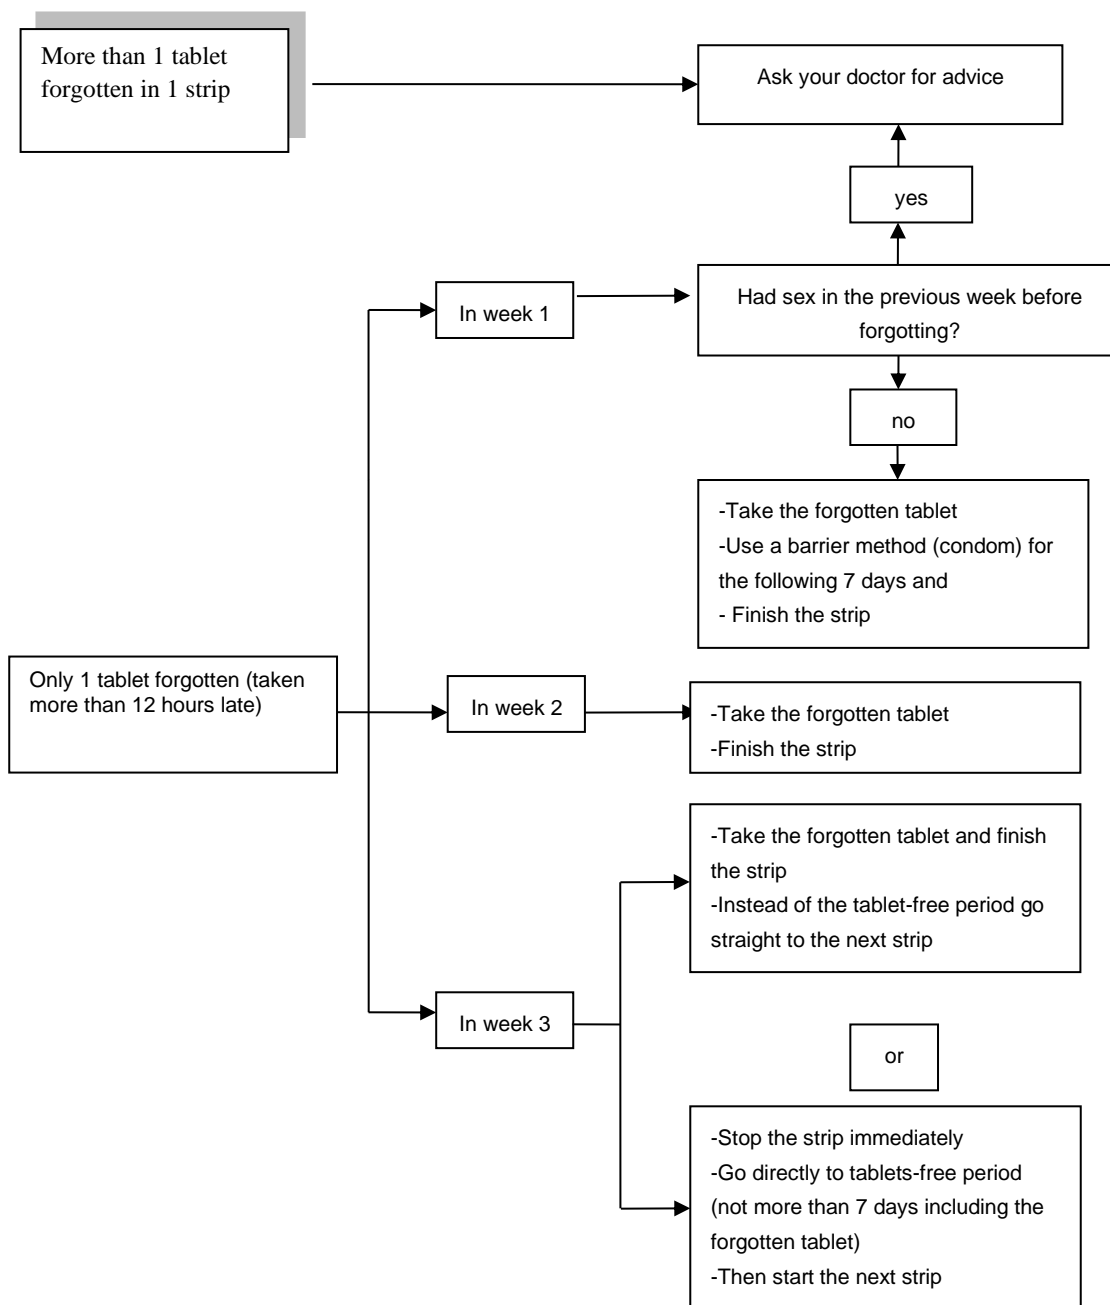 More than 1 tablet
forgotten in 1 strip
Ask your doctor for advice
yes
In week 1
Had sex in the previous week before
forgotting?
no
-Take the forgotten tablet
-Use a barrier method (condom) for
the following 7 days and
- Finish the strip
Only 1 tablet forgotten (taken
more than 12 hours late)
In week 2
-Take the forgotten tablet
-Finish the strip
-Take the forgotten tablet and finish
the strip
-Instead of the tablet-free period go
straight to the next strip
In week 3
or
-Stop the strip immediately
-Go directly to tablets-free period
(not more than 7 days including the
forgotten tablet)
-Then start the next strip